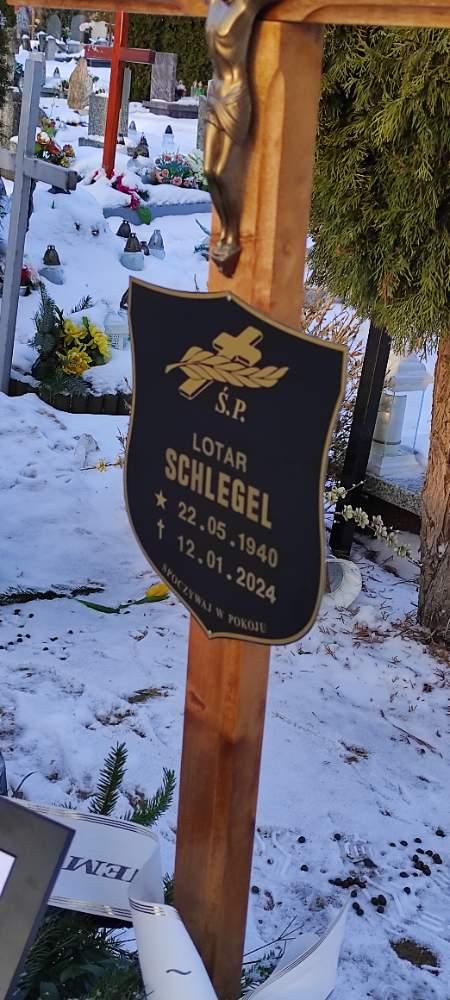 Ś.P.
LOTAR
SCHLEGEL
★ 22.05.1940
† 12.01.2024
SPOCZYWAJ W POKOJU